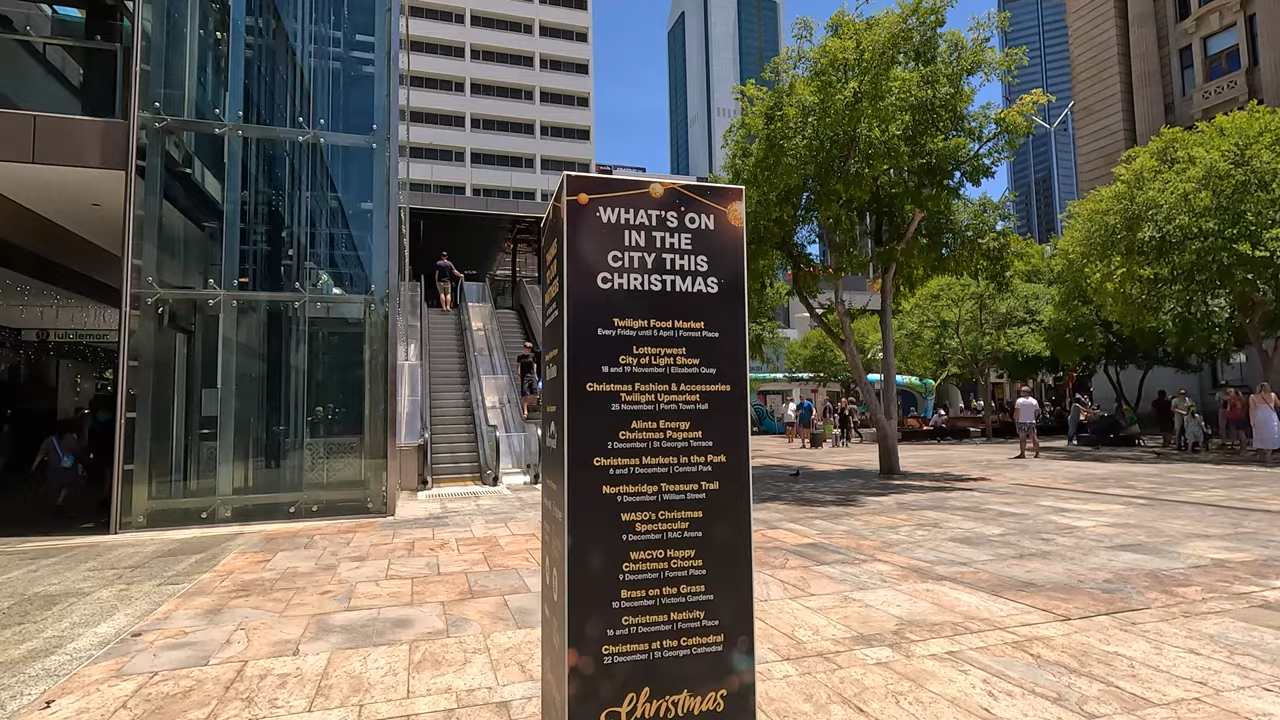 lululemon
WHAT'S ON
IN THE
CITY THIS
CHRISTMAS
Twilight Food Market
Every Friday until 5 April | Forrest Place
Lotterywest
City of Light Show
18 and 19 November | Elizabeth Quay
Christmas Fashion & Accessories
Twilight Upmarket
25 November | Perth Town Hall
Alinta Energy
Christmas Pageant
2 December | St Georges Terrace
Christmas Markets in the Park
6 and 7 December | Central Park
Northbridge Treasure Trail
9 December | William Street
WASO's Christmas
Spectacular
9 December | RAC Arena
WACYO Happy
Christmas Chorus
9 December | Forrest Place
Brass on the Grass
10 December | Victoria Gardens
Christmas Nativity
16 and 17 December | Forrest Place
Christmas at the Cathedral
22 December | St Georges Cathedral
Christmas